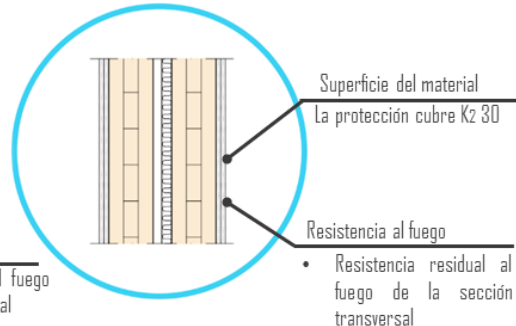 Superficie del material
La protección cubre K2 30
Resistencia al fuego
• Resistencia residual al
fuego de la sección
transversal
fuego
al